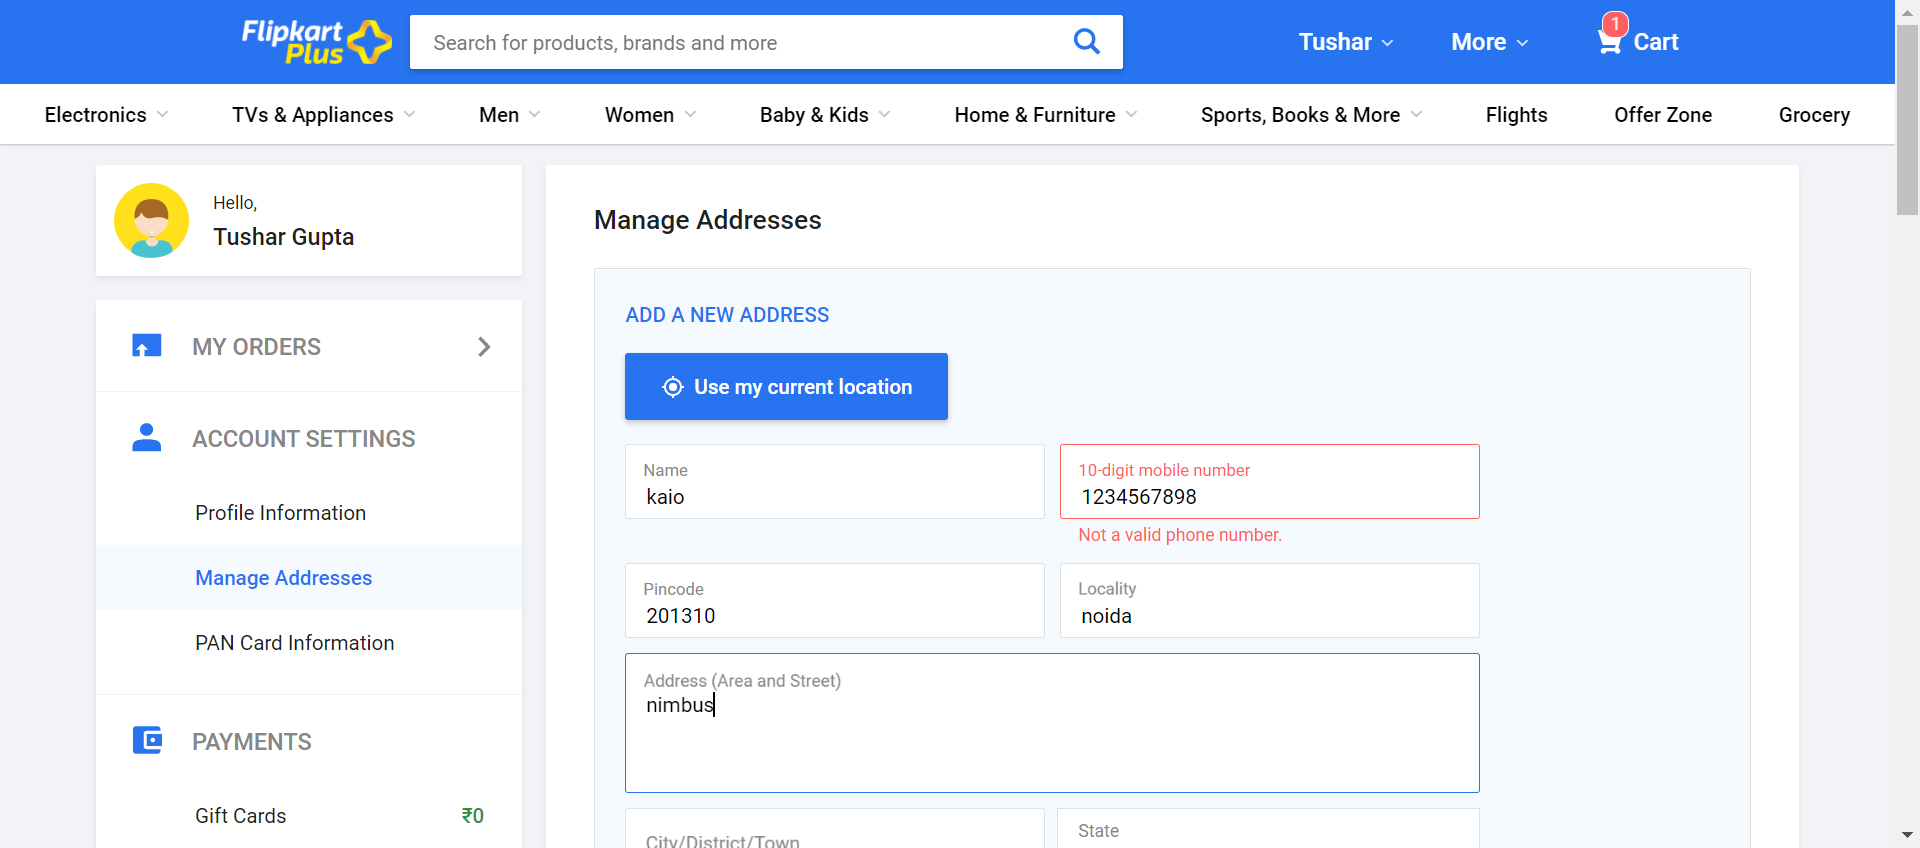 Flipkart
Plus
Search for products, brands and more
Tushar
More
1
Cart
Electronics
TVs & Appliances
Men
Women
Baby & Kids
Home & Furniture
Sports, Books & More
Flights
Offer Zone
Grocery
Hello,
Tushar Gupta
MY ORDERS
ACCOUNT SETTINGS
Profile Information
Manage Addresses
PAN Card Information
PAYMENTS
Gift Cards
₹0
Manage Addresses
ADD A NEW ADDRESS
Use my current location
Name
kaio
10-digit mobile number
1234567898
Not a valid phone number.
Pincode
201310
Locality
noida
Address (Area and Street)
nimbus
City/District/Town
State